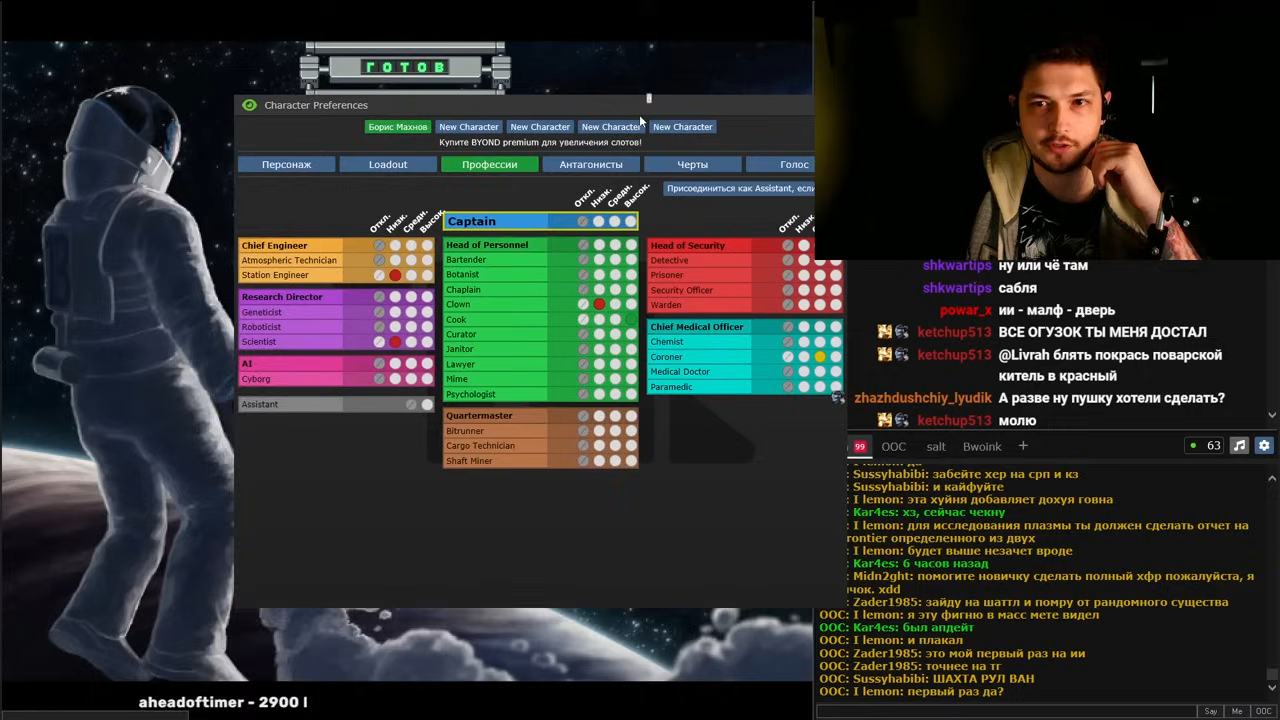 ГОТОВ
Character Preferences
Борис Махнов
New Character
New Character
New Character
New Character
Купите BYOND premium для увеличения слотов!
Персонаж
Loadout
Профессии
Антагонисты
Черты
Голос
Присоединиться как Assistant, если
Откл.
Низк.
Средн.
Высок.
Откл.
Низк.
Средн.
Высок.
Откл.
Низк
Chief Engineer
Atmospheric Technician
Station Engineer
Research Director
Geneticist
Roboticist
Scientist
AI
Cyborg
Assistant
Captain
Head of Personnel
Bartender
Botanist
Chaplain
Clown
Cook
Curator
Janitor
Lawyer
Mime
Psychologist
Quartermaster
Bitrunner
Cargo Technician
Shaft Miner
Head of Security
Detective
Prisoner
Security Officer
Warden
Chief Medical Officer
Chemist
Coroner
Medical Doctor
Paramedic
shkwartips ну или чё там
shkwartips сабля
powar_x ии - малф - дверь
ketchup513 ВСЕ ОГУЗОК ТЫ МЕНЯ ДОСТАЛ
ketchup513 @Livrah блять покрась поварской
китель в красный
zhazhdushchiy_lyudik А разве ну пушку хотели сделать?
ketchup513 молю
99 OOC salt Bwoink + 63
: I lemon: да
: Sussyhabibi: забейте хер на срп и кз
: Sussyhabibi: и кайфуйте
: I lemon: эта хуйня добавляет дохуя говна
: Kar4es: хз, сейчас чекну
: I lemon: для исследования плазмы ты должен сделать отчет на
rontier определенного из двух
: I lemon: будет выше незачет вроде
: Kar4es: 6 часов назад
: Midn2ght: помогите новичку сделать полный хфр пожалуйста, я
чок. xdd
: Zader1985: зайду на шаттл и помру от рандомного существа
OOC: I lemon: я эту фигню в масс мете видел
OOC: Kar4es: был апдейт
OOC: I lemon: и плакал
OOC: Zader1985: это мой первый раз на ии
OOC: Zader1985: точнее на тг
OOC: Sussyhabibi: ШАХТА РУЛ ВАН
OOC: I lemon: первый раз да?
Say Me OOC
aheadoftimer - 2900 |